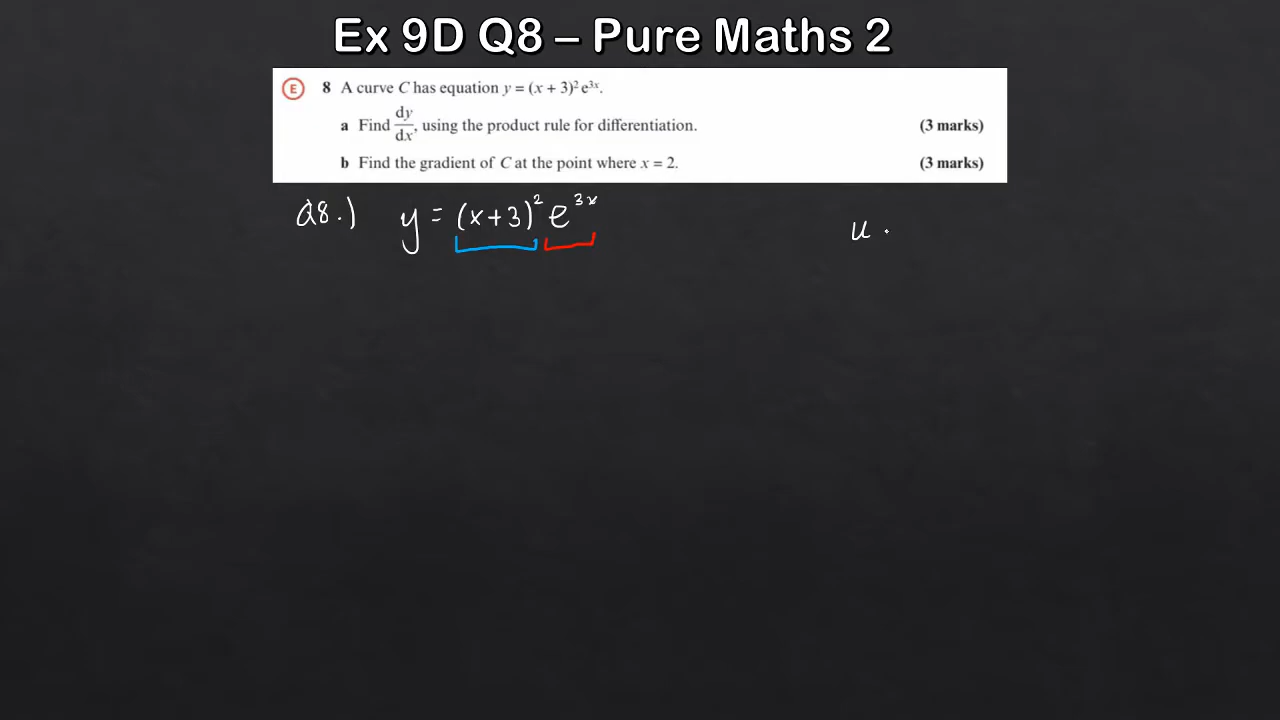 Ex 9D Q8 – Pure Maths 2
E 8 A curve C has equation y = (x + 3)² e³ˣ.
a Find dy/dx, using the product rule for differentiation. (3 marks)
b Find the gradient of C at the point where x = 2. (3 marks)
Q8.) y = (x+3)² e³ˣ u